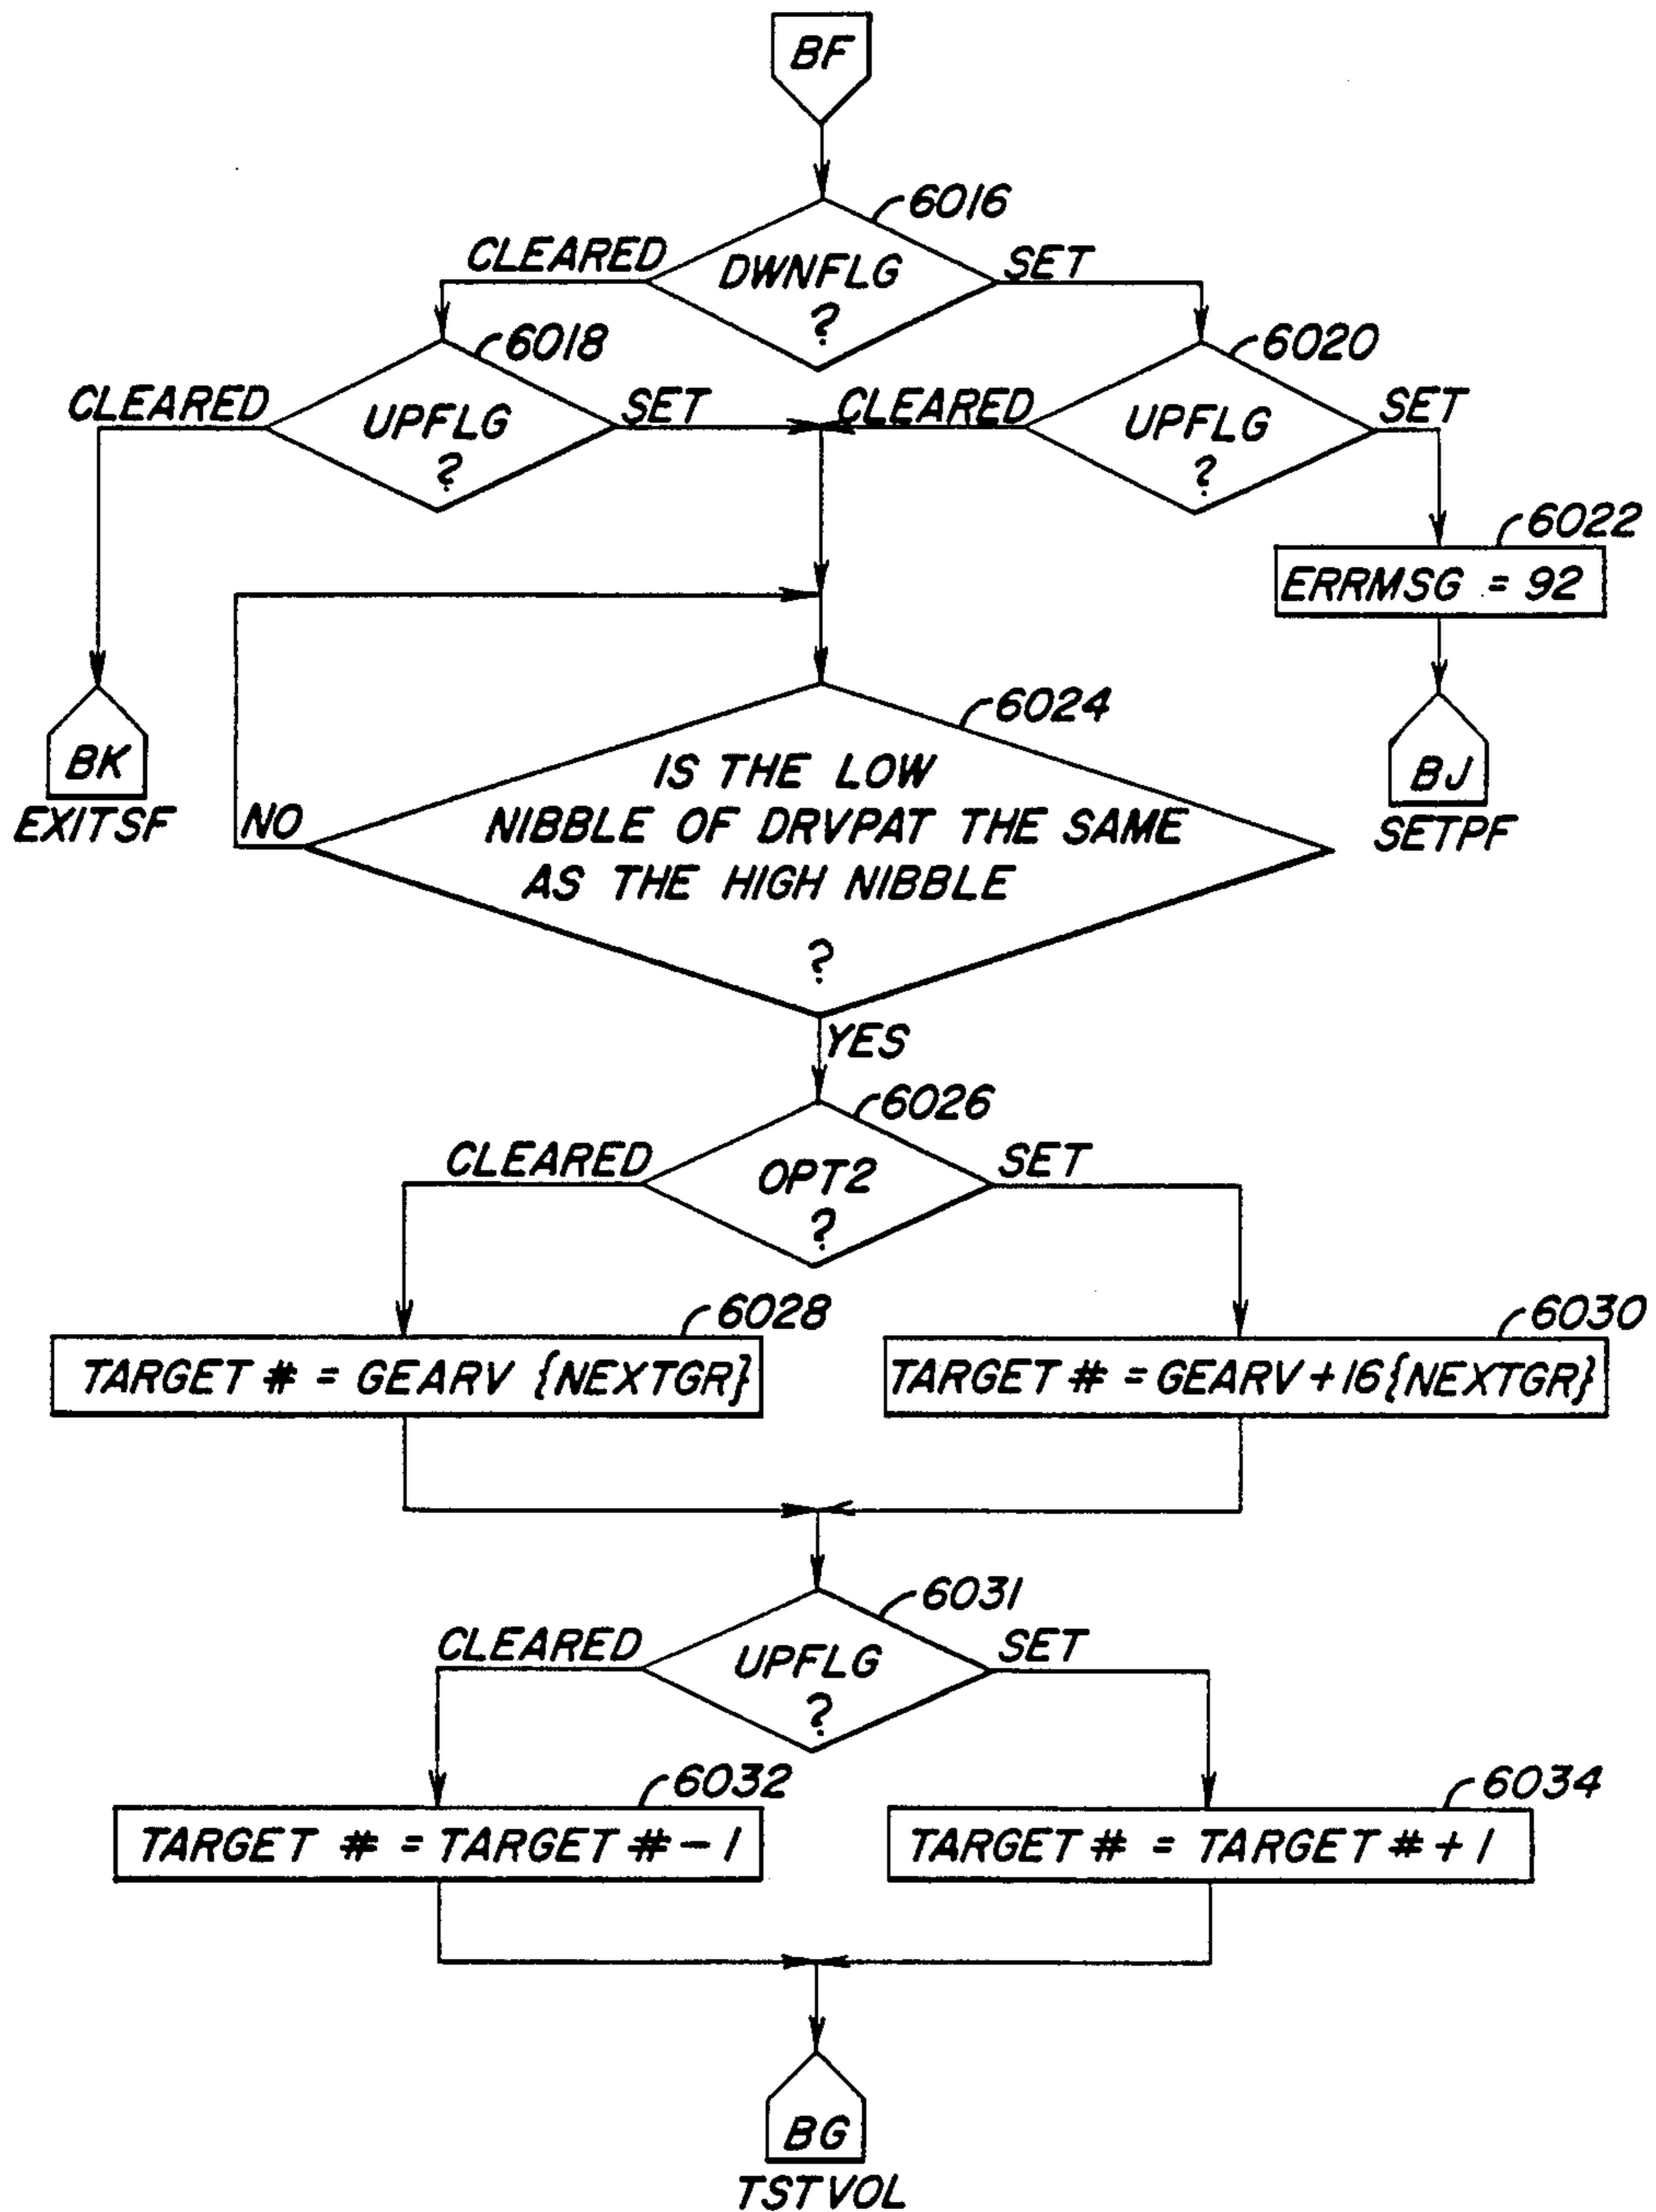 BF
6016
CLEARED
DWNFLG
?
SET
6018
6020
CLEARED
UPFLG
?
SET
CLEARED
UPFLG
?
SET
6022
ERRMSG = 92
BK
EXITSF
BJ
SETPF
6024
NO
IS THE LOW
NIBBLE OF DRVPAT THE SAME
AS THE HIGH NIBBLE
?
YES
6026
CLEARED
OPT2
?
SET
6028
TARGET # = GEARV {NEXTGR}
6030
TARGET # = GEARV+16{NEXTGR}
6031
CLEARED
UPFLG
?
SET
6032
TARGET # = TARGET #-1
6034
TARGET # = TARGET #+1
BG
TSTVOL